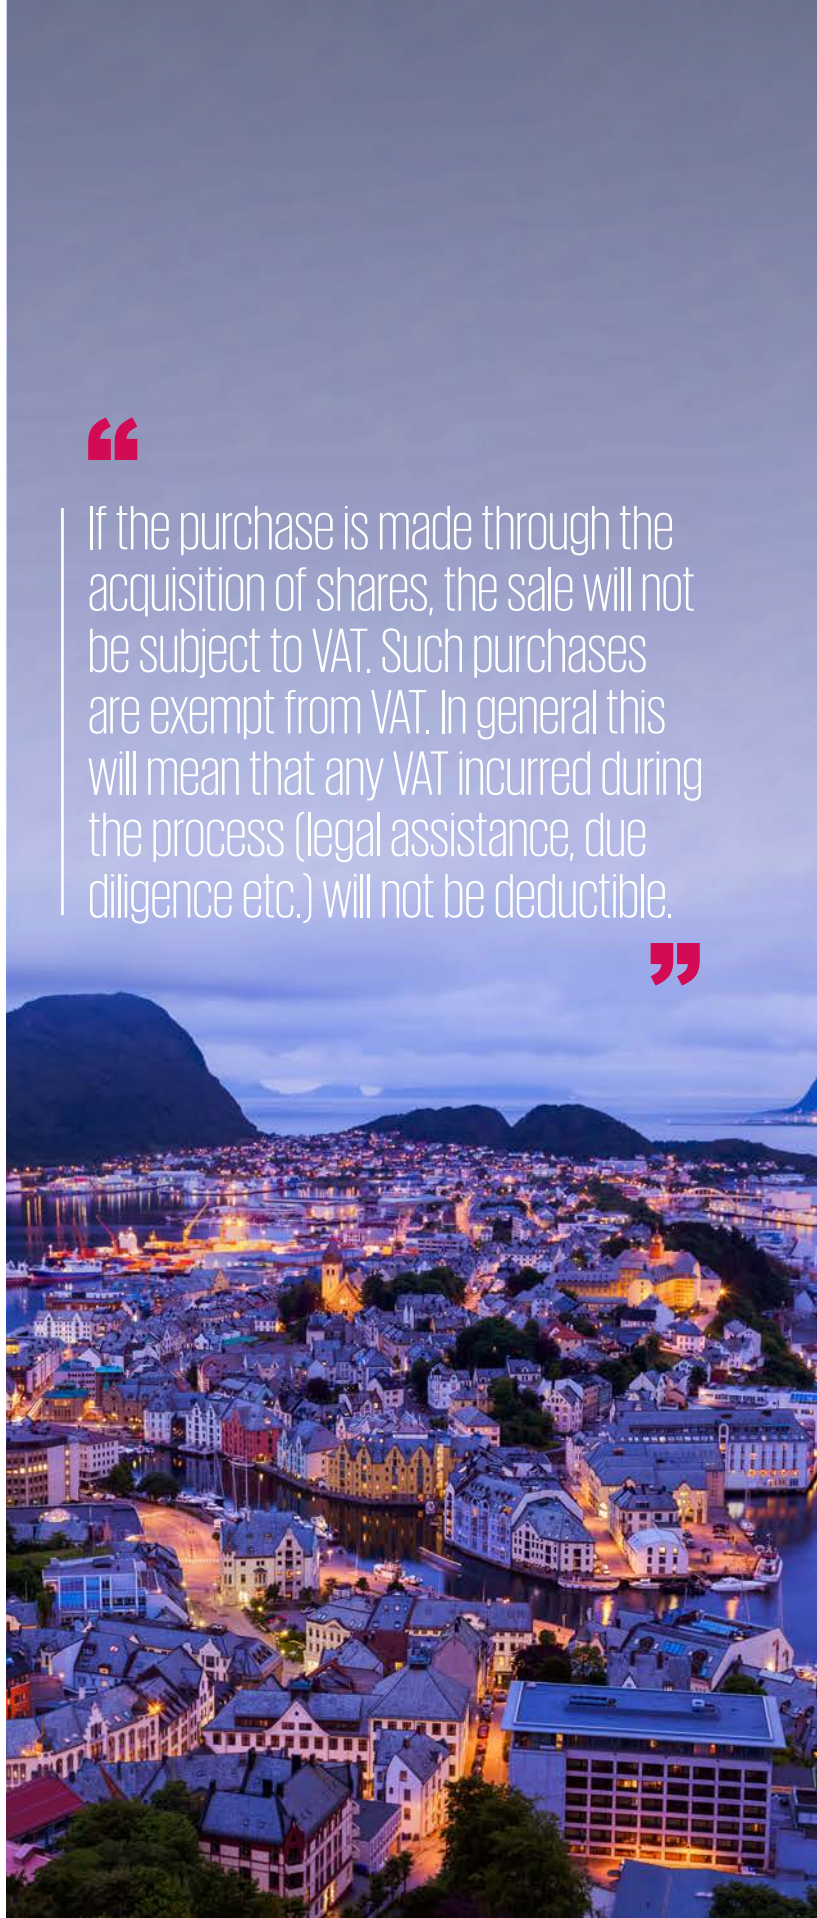 “
If the purchase is made through the
acquisition of shares, the sale will not
be subject to VAT. Such purchases
are exempt from VAT. In general this
will mean that any VAT incurred during
the process (legal assistance, due
diligence etc.) will not be deductible.
”